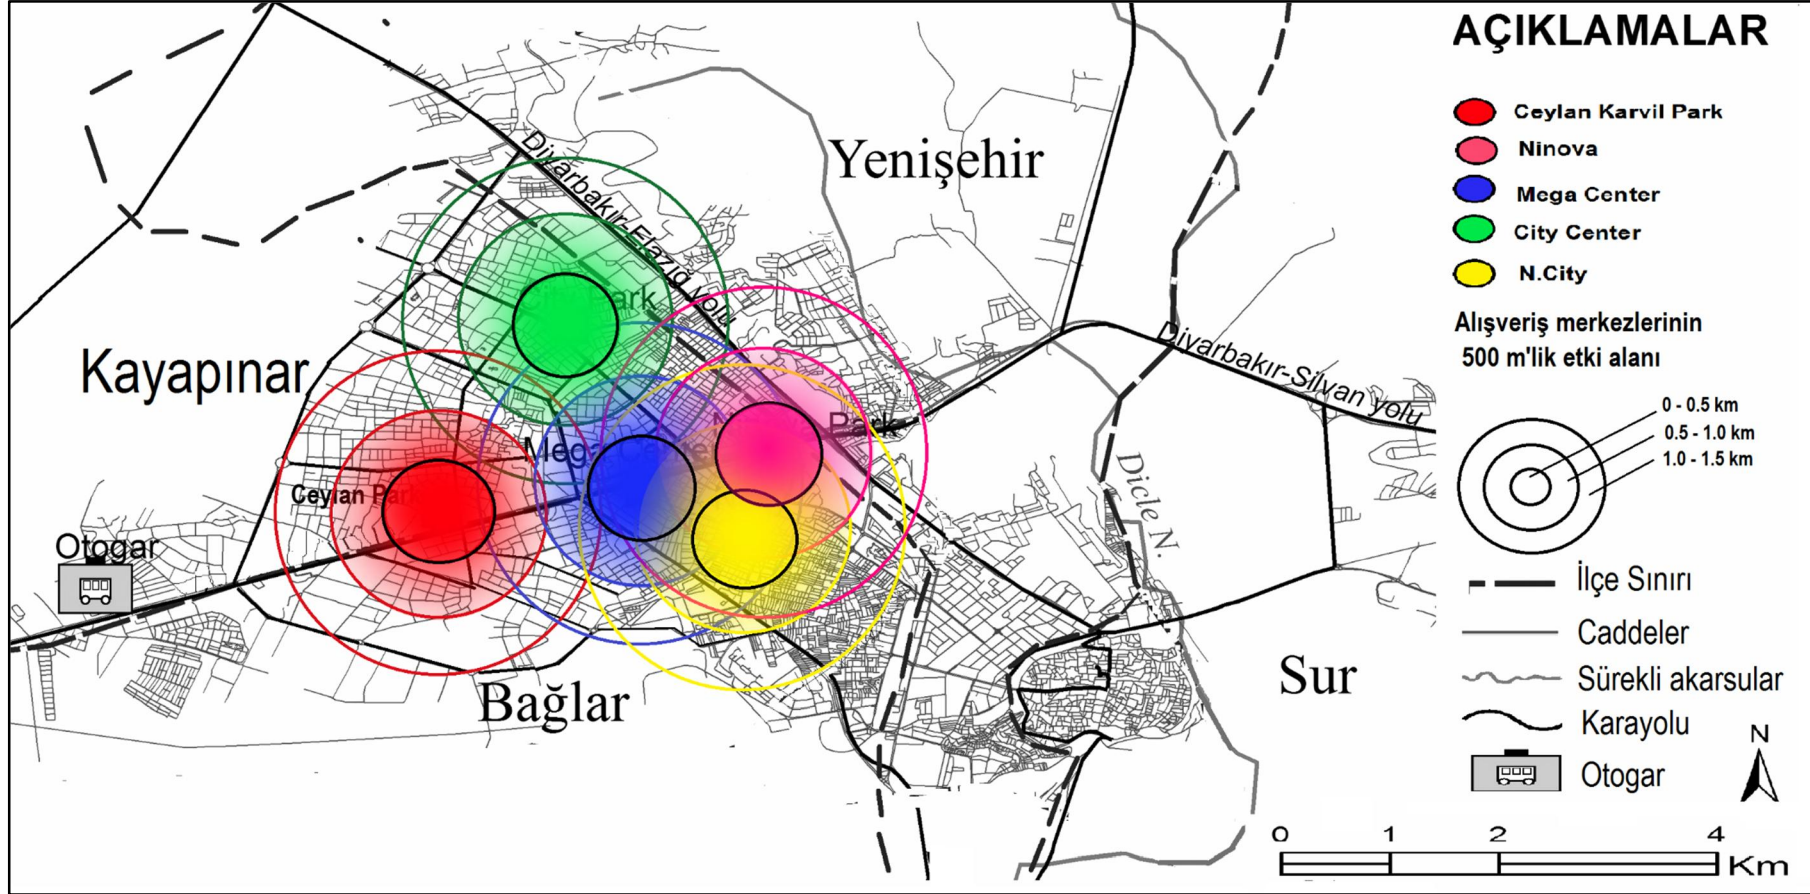 AÇIKLAMALAR
Ceylan Karvil Park
Ninova
Mega Center
City Center
N.City
Alışveriş merkezlerinin
500 m'lik etki alanı
0 - 0.5 km
0.5 - 1.0 km
1.0 - 1.5 km
İlçe Sınırı
Caddeler
Sürekli akarsular
Karayolu
Otogar
N
0 1 2 4
Km
Diyarbakır-Elazığ yolu
Yenişehir
City Park
Kayapınar
Diyarbakır-Silvan yolu
Park
Mega Center
Ceylan Park
Dicle N.
Otogar
Sur
Bağlar